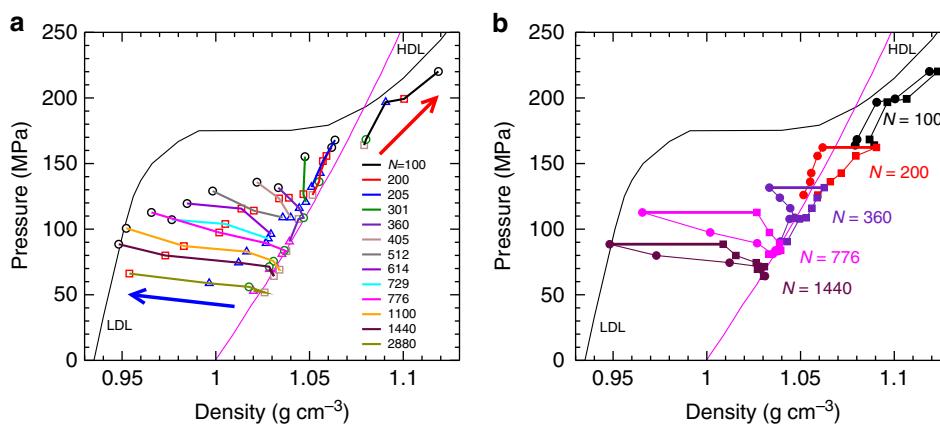 a
b
250
200
150
100
50
0
Pressure (MPa)
0.95
1
1.05
1.1
Density (g cm⁻³)
HDL
LDL
N=100
200
205
301
360
405
512
614
729
776
1100
1440
2880
250
200
150
100
50
0
Pressure (MPa)
0.95
1.00
1.05
1.1
Density (g cm⁻³)
HDL
LDL
N = 100
N = 200
N = 360
N = 776
N = 1440